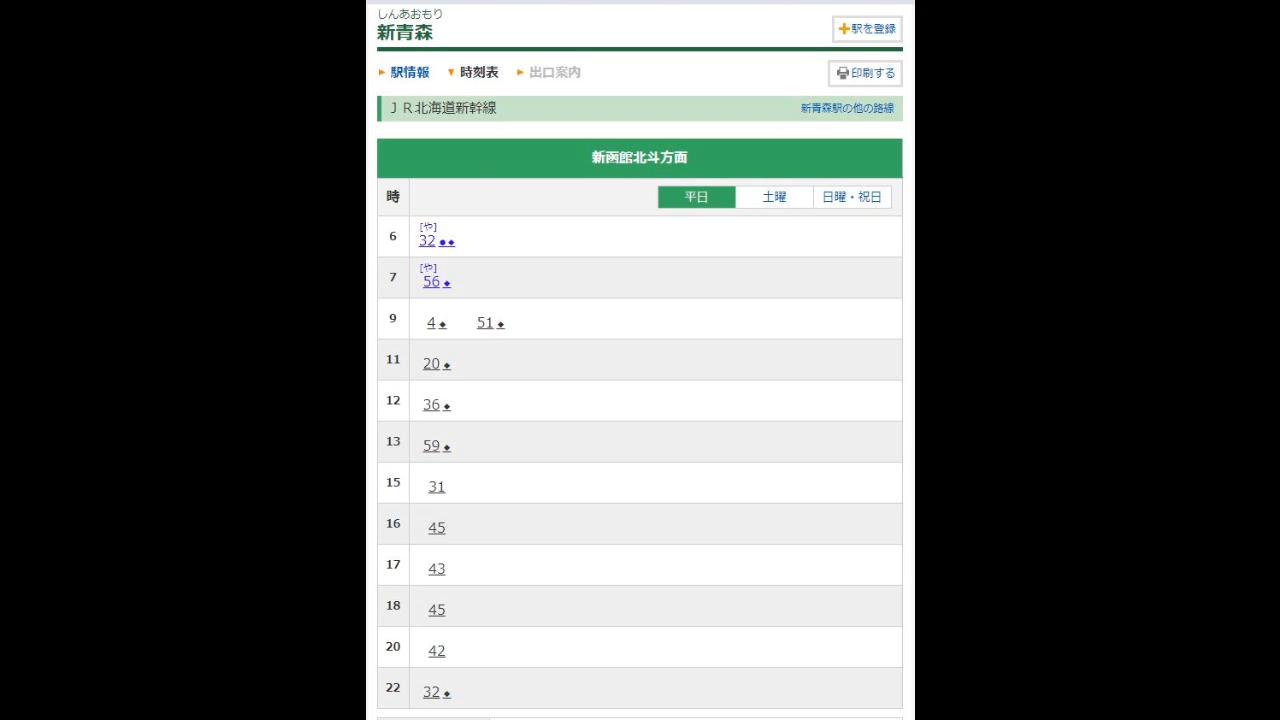 しんあおもり
新青森
駅を登録
駅情報 時刻表 出口案内
印刷する
ＪＲ北海道新幹線 新青森駅の他の路線
新函館北斗方面
時 平日 土曜 日曜・祝日
[や]
6 32●◆
[や]
7 56◆
9 4◆ 51◆
11 20◆
12 36◆
13 59◆
15 31
16 45
17 43
18 45
20 42
22 32◆